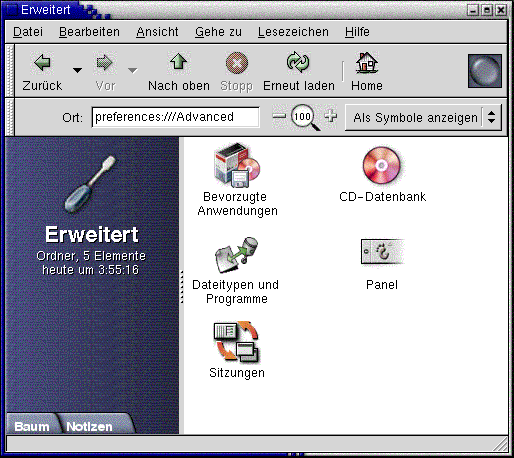 Erweitert
Datei Bearbeiten Ansicht Gehe zu Lesezeichen Hilfe
Zurück Vor Nach oben Stopp Erneut laden Home
Ort: preferences:///Advanced 100 Als Symbole anzeigen
Erweitert
Ordner, 5 Elemente
heute um 3:55:16
Bevorzugte
Anwendungen
CD-Datenbank
Dateitypen und
Programme
Panel
Sitzungen
Baum Notizen